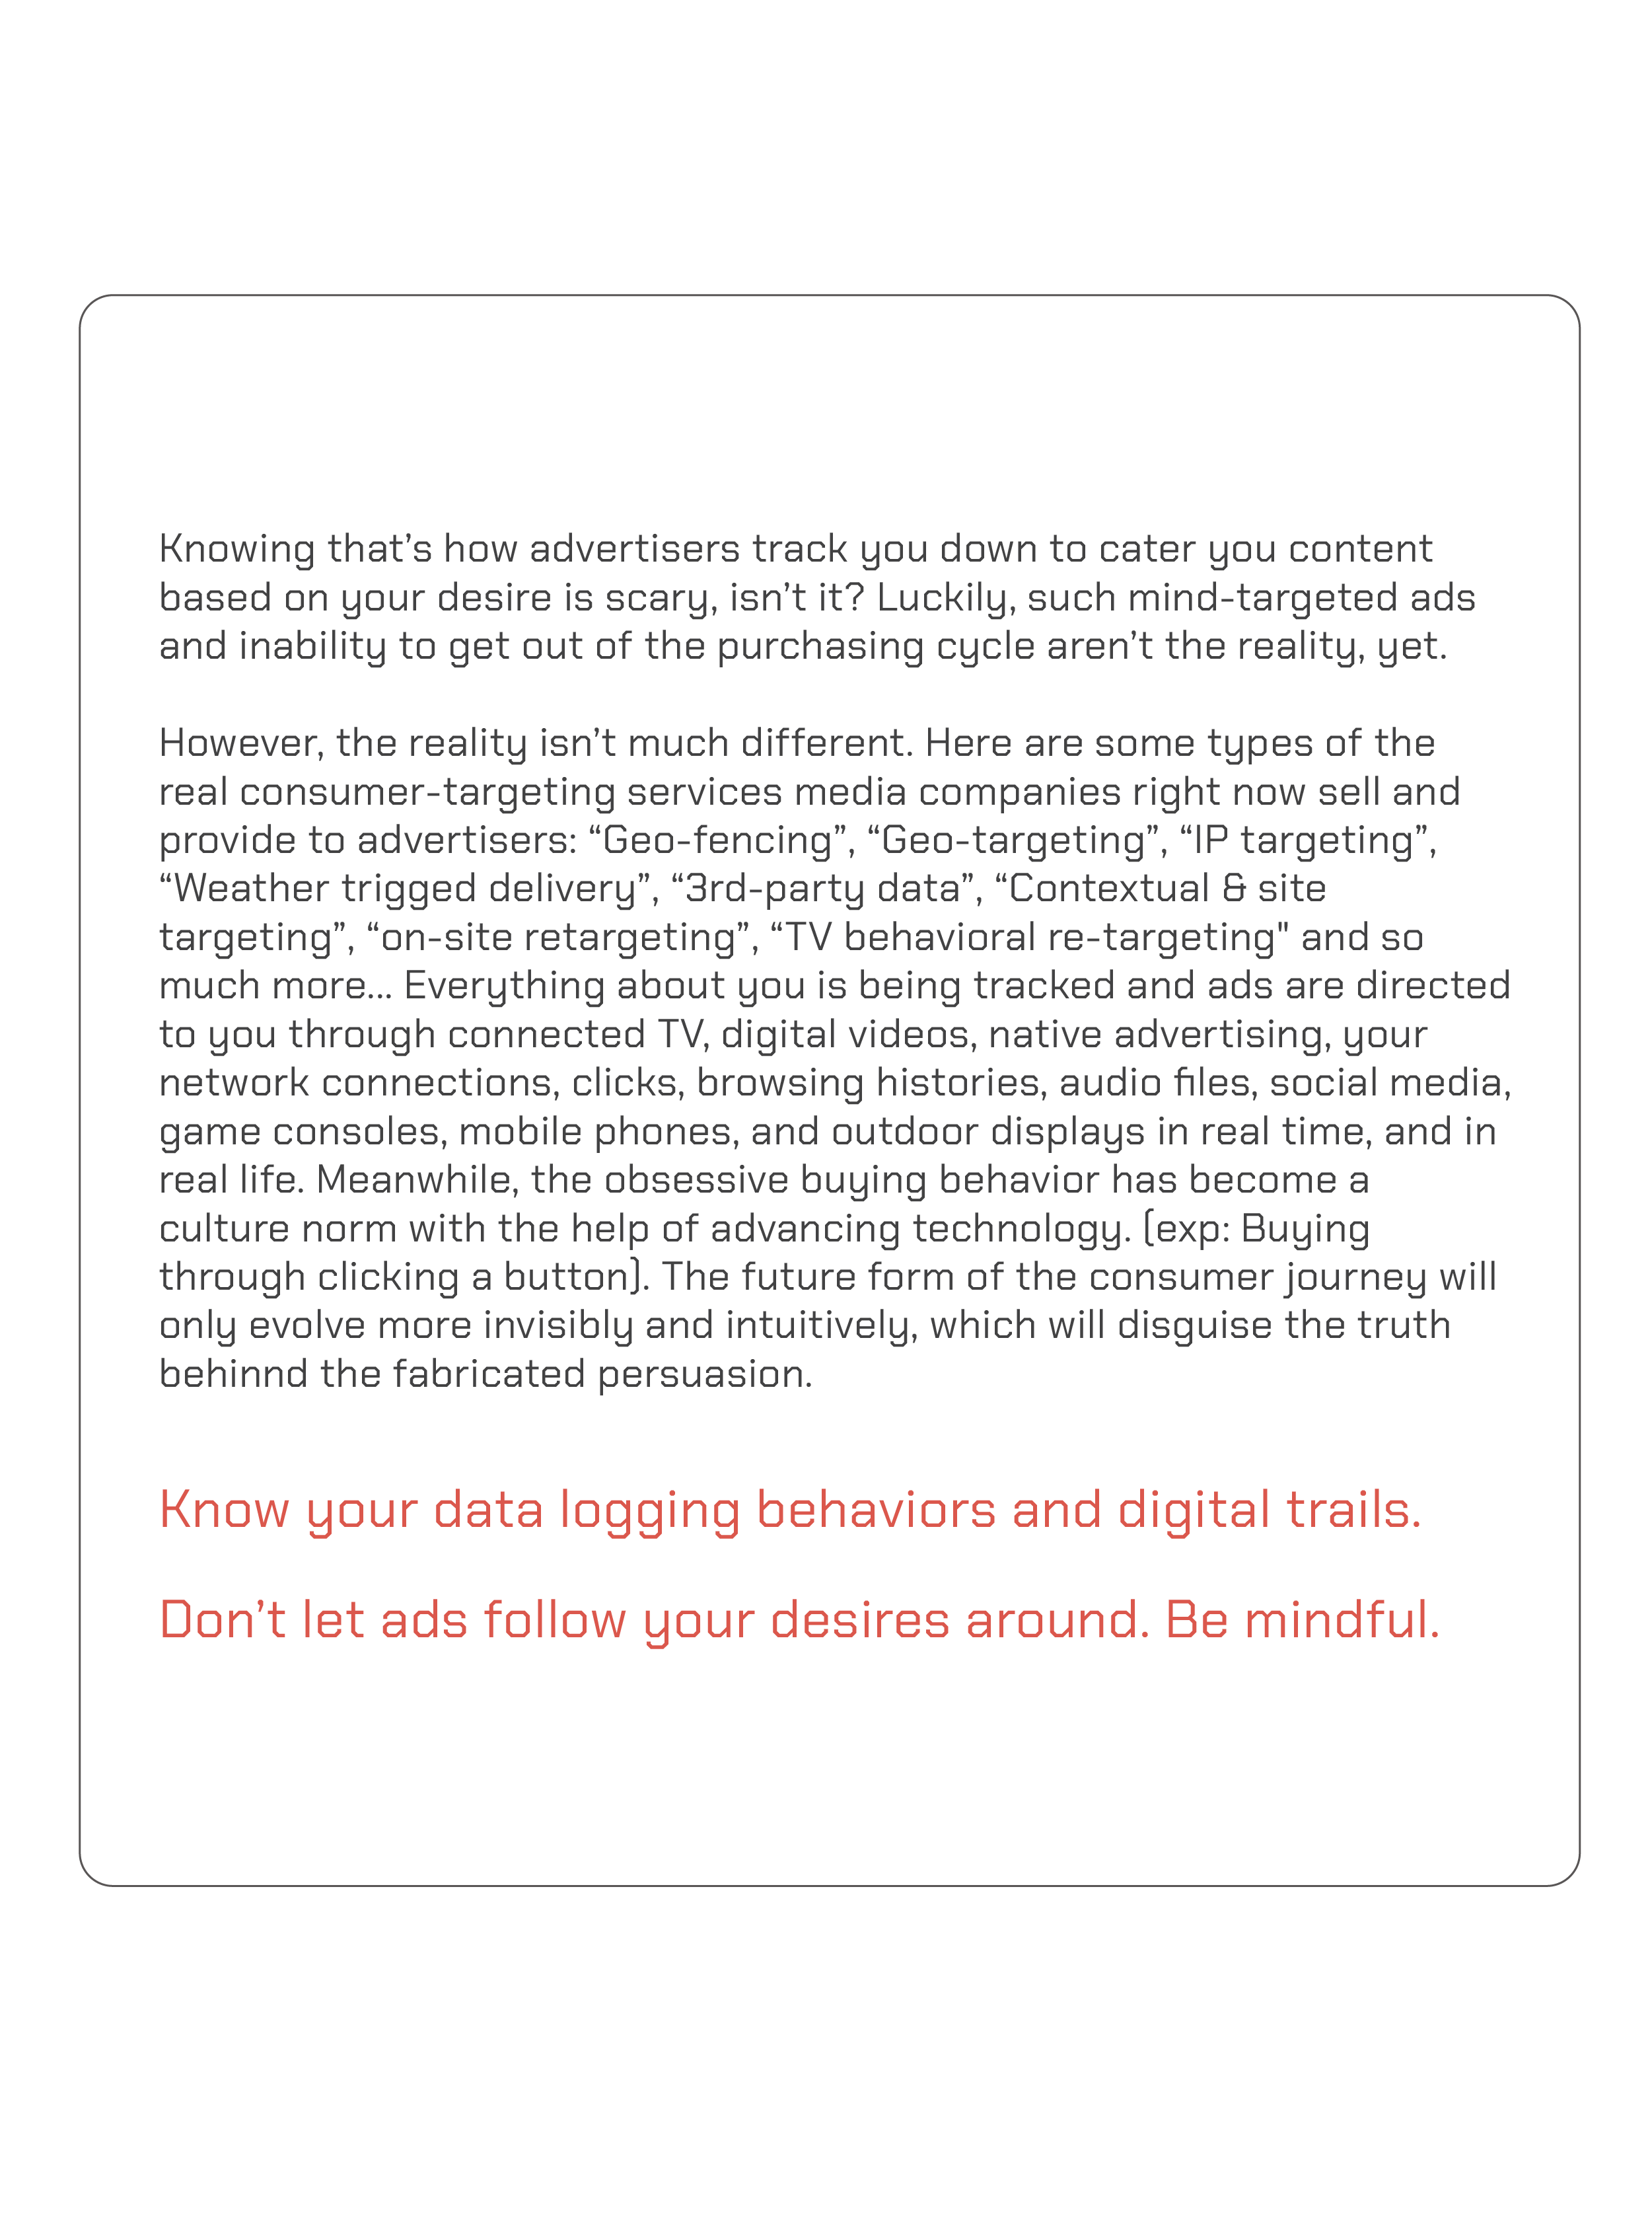 Knowing that’s how advertisers track you down to cater you content
based on your desire is scary, isn’t it? Luckily, such mind-targeted ads
and inability to get out of the purchasing cycle aren’t the reality, yet.
However, the reality isn’t much different. Here are some types of the
real consumer-targeting services media companies right now sell and
provide to advertisers: “Geo-fencing”, “Geo-targeting”, “IP targeting”,
“Weather trigged delivery”, “3rd-party data”, “Contextual & site
targeting”, “on-site retargeting”, “TV behavioral re-targeting" and so
much more... Everything about you is being tracked and ads are directed
to you through connected TV, digital videos, native advertising, your
network connections, clicks, browsing histories, audio files, social media,
game consoles, mobile phones, and outdoor displays in real time, and in
real life. Meanwhile, the obsessive buying behavior has become a
culture norm with the help of advancing technology. (exp: Buying
through clicking a button). The future form of the consumer journey will
only evolve more invisibly and intuitively, which will disguise the truth
behinnd the fabricated persuasion.
Know your data logging behaviors and digital trails.
Don’t let ads follow your desires around. Be mindful.